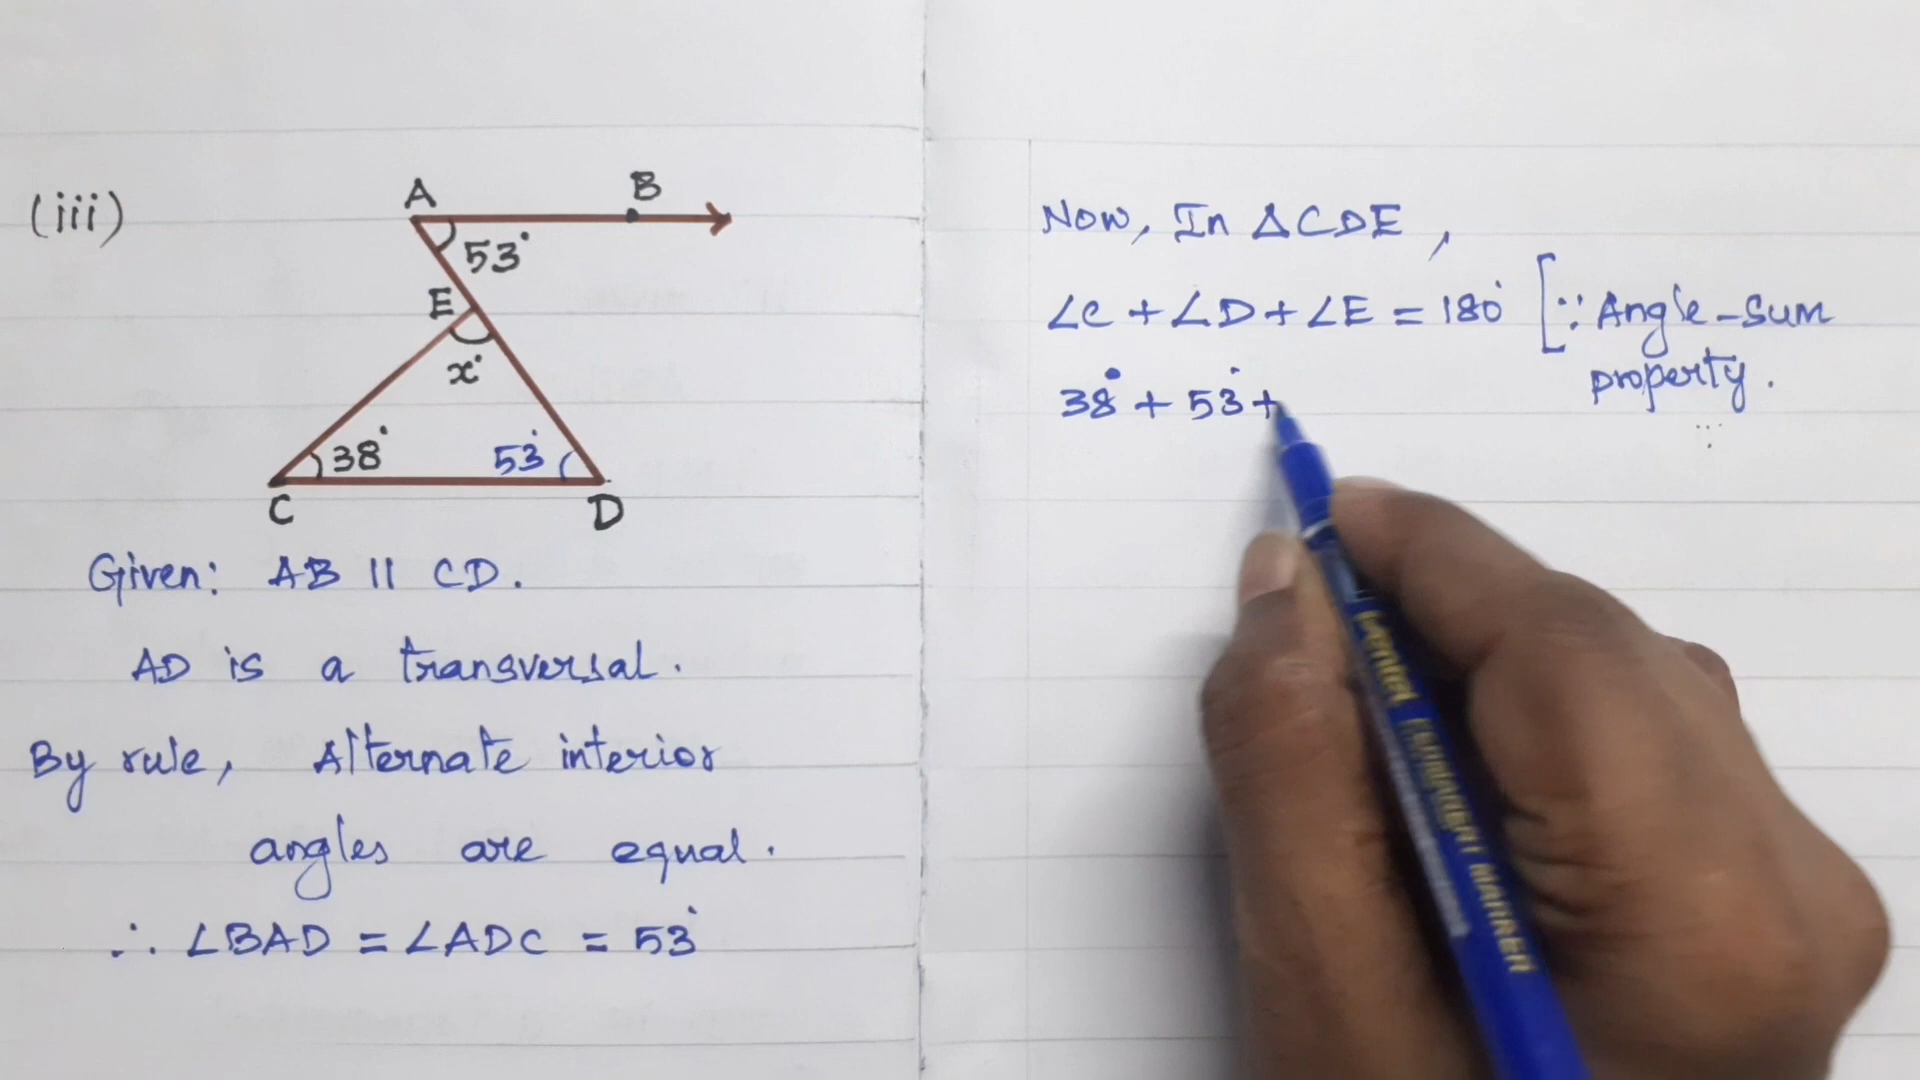 (iii)
A
B
53°
E
x°
38°
53°
C
D
Given: AB || CD.
AD is a transversal.
By rule, Alternate interior
angles are equal.
∴ ∠BAD = ∠ADC = 53°
Now, In ΔCDE,
∠C + ∠D + ∠E = 180° [∵ Angle-Sum
property.
38° + 53° +